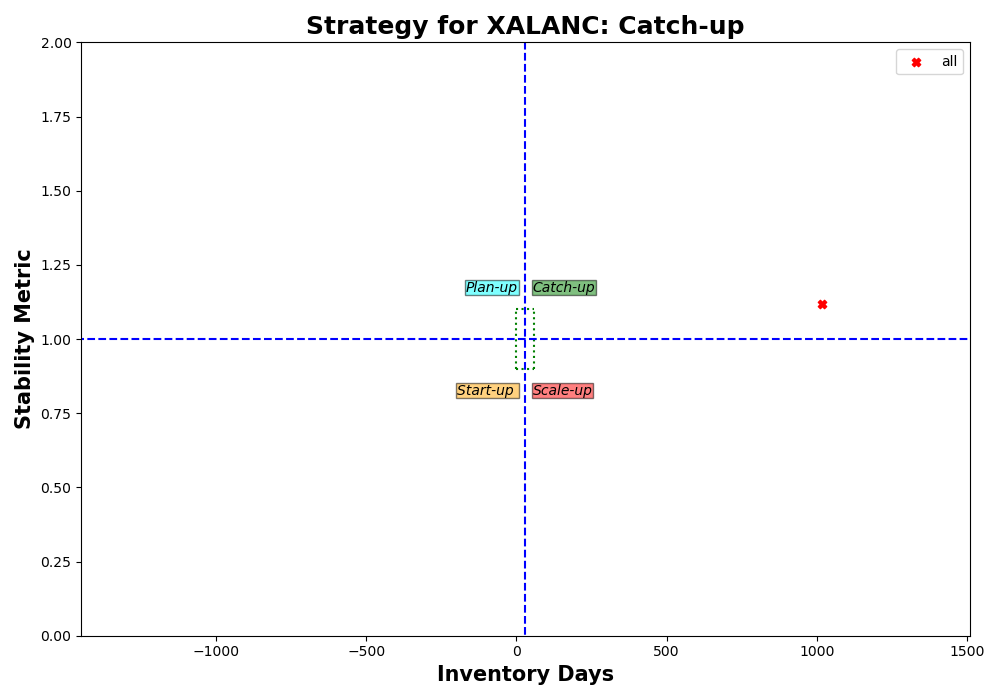 Strategy for XALANC: Catch-up
all
2.00
1.75
1.50
1.25
1.00
0.75
0.50
0.25
0.00
Stability Metric
Plan-up
Catch-up
Start-up
Scale-up
−1000
−500
0
500
1000
1500
Inventory Days